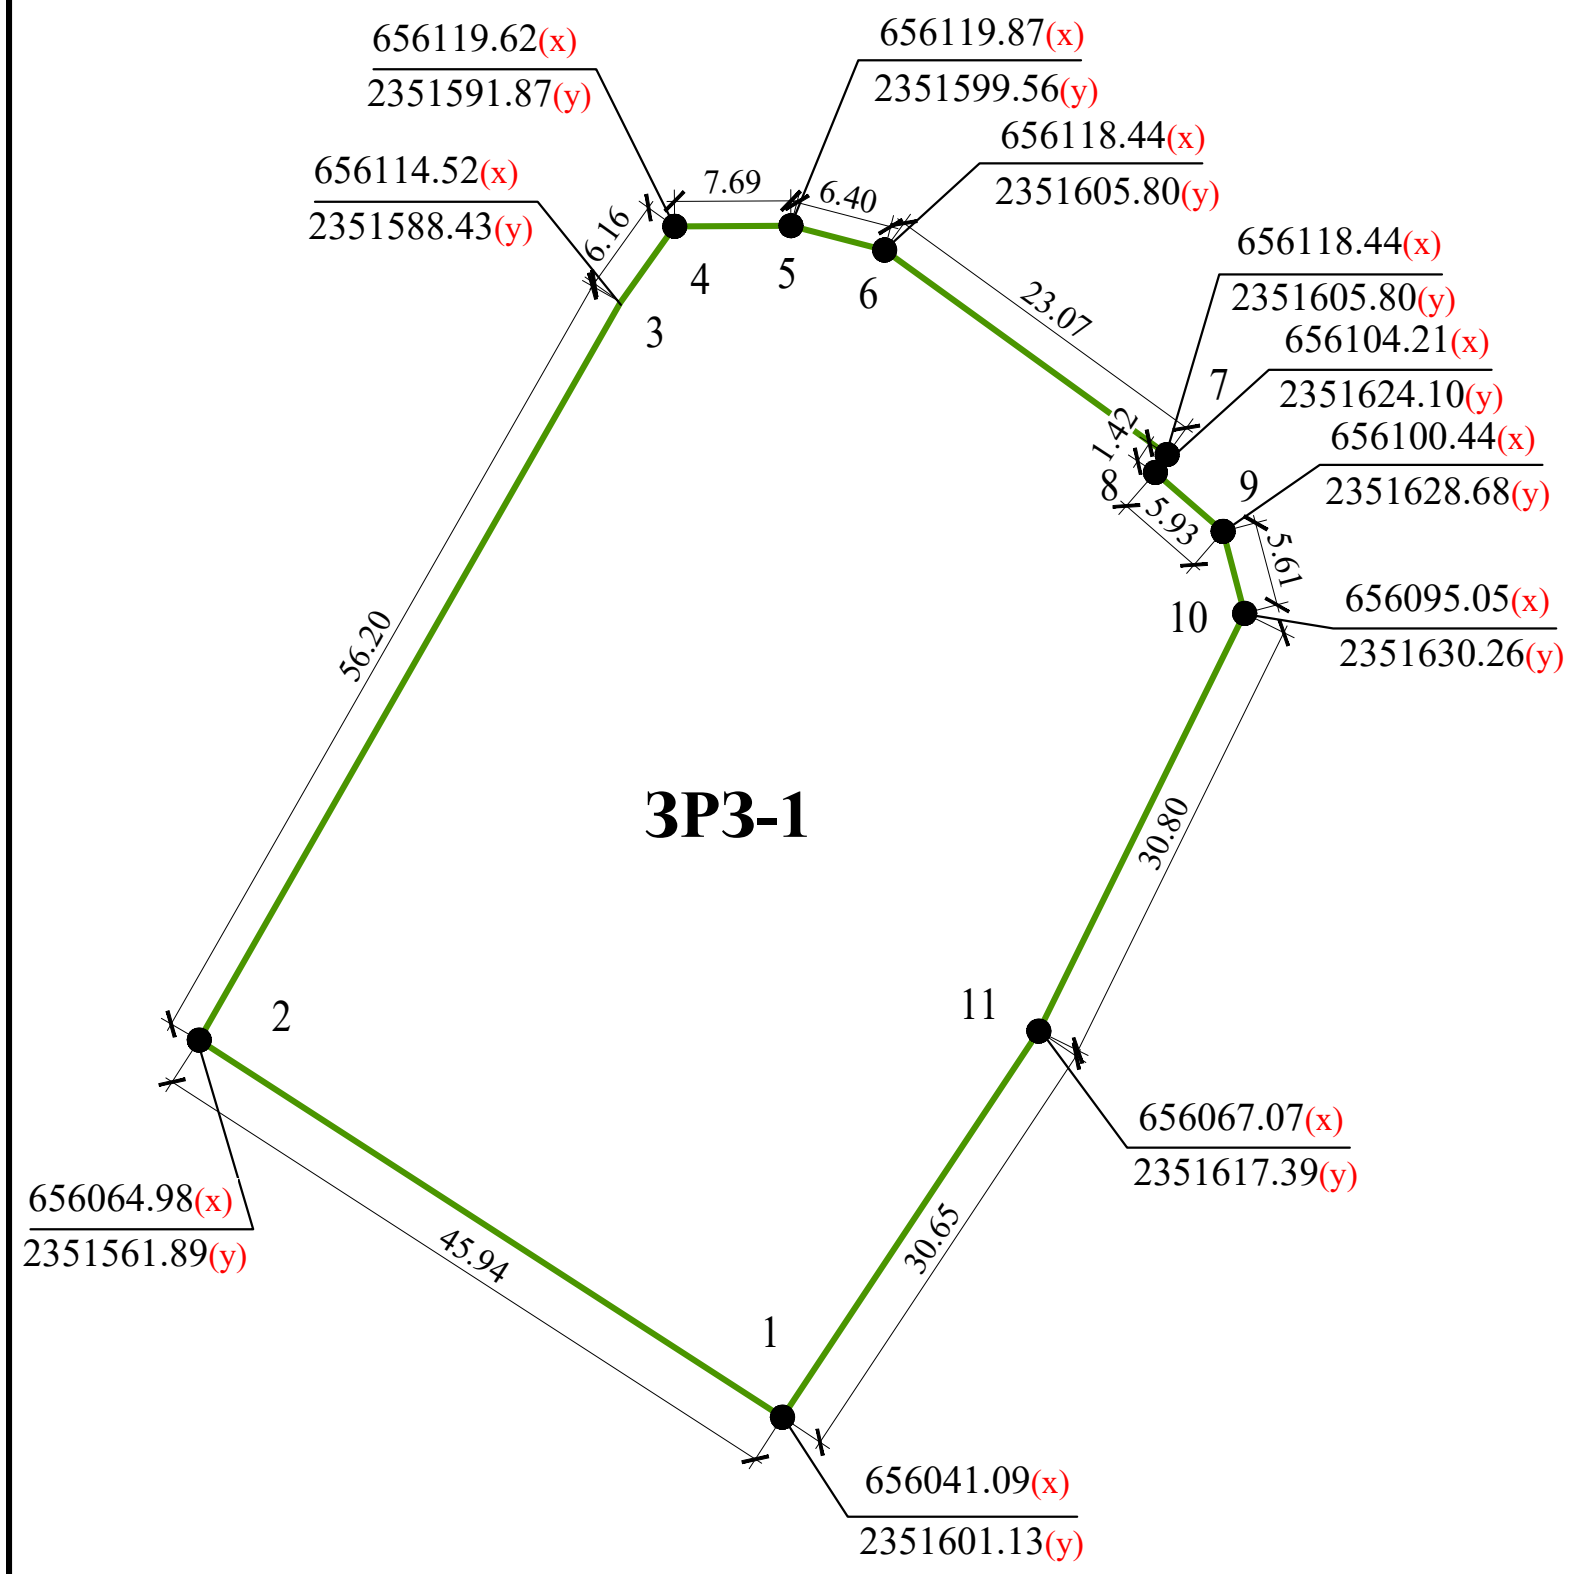 656119.62(x)
2351591.87(y)
656119.87(x)
2351599.56(y)
656118.44(x)
2351605.80(y)
656114.52(x)
2351588.43(y)
7.69
6.40
6.16
656118.44(x)
2351605.80(y)
4
5
6
3
23.07
656104.21(x)
2351624.10(y)
7
1.42
656100.44(x)
2351628.68(y)
8
9
5.93
5.61
656095.05(x)
2351630.26(y)
10
56.20
ЗРЗ-1
30.80
2
11
656067.07(x)
2351617.39(y)
656064.98(x)
2351561.89(y)
45.94
30.65
1
656041.09(x)
2351601.13(y)